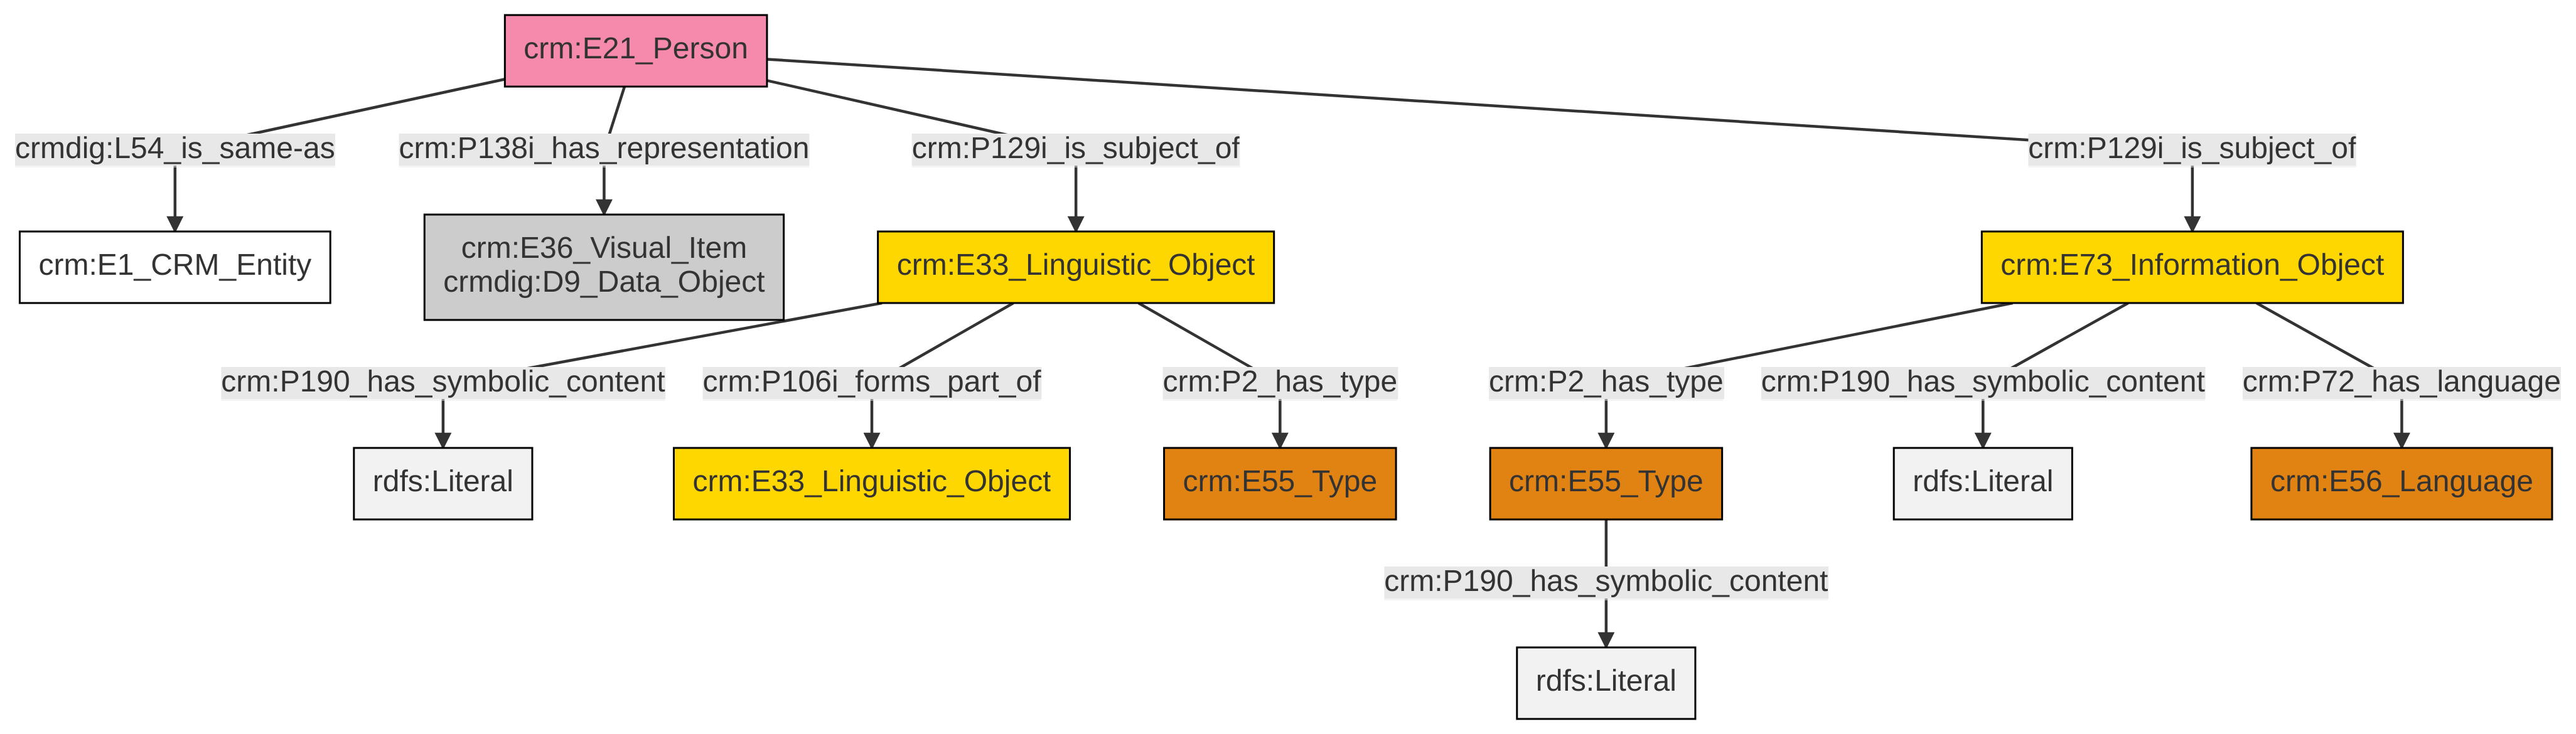 crm:E21_Person
crmdig:L54_is_same-as
crm:P138i_has_representation
crm:P129i_is_subject_of
crm:P129i_is_subject_of
crm:E1_CRM_Entity
crm:E36_Visual_Item
crmdig:D9_Data_Object
crm:E33_Linguistic_Object
crm:E73_Information_Object
crm:P190_has_symbolic_content
crm:P106i_forms_part_of
crm:P2_has_type
crm:P2_has_type
crm:P190_has_symbolic_content
crm:P72_has_language
rdfs:Literal
crm:E33_Linguistic_Object
crm:E55_Type
crm:E55_Type
rdfs:Literal
crm:E56_Language
crm:P190_has_symbolic_content
rdfs:Literal